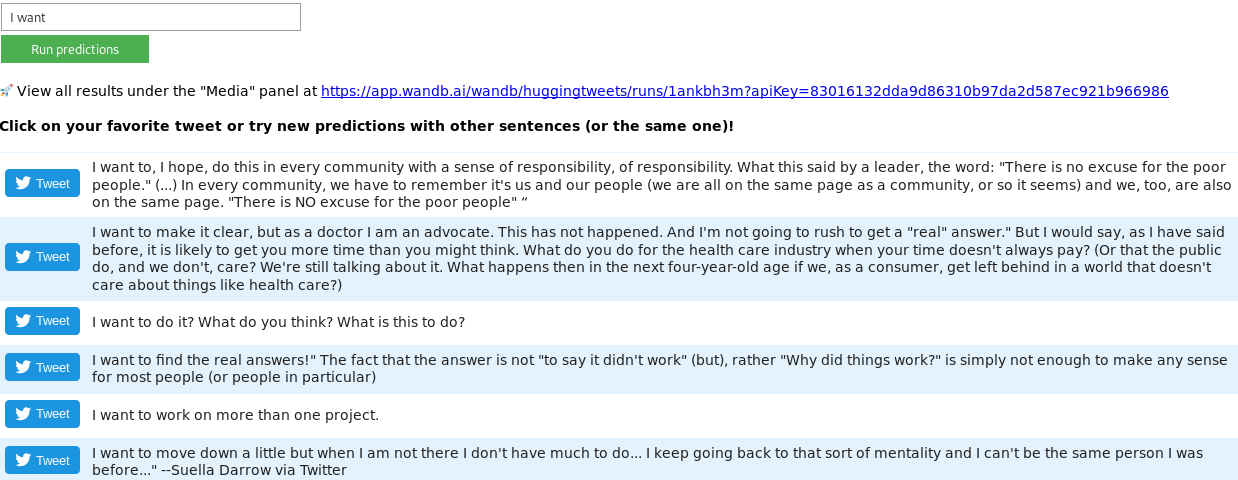 I want
Run predictions
🚀 View all results under the "Media" panel at https://app.wandb.ai/wandb/huggingtweets/runs/1ankbh3m?apiKey=83016132dda9d86310b97da2d587ec921b966986
Click on your favorite tweet or try new predictions with other sentences (or the same one)!
Tweet
I want to, I hope, do this in every community with a sense of responsibility, of responsibility. What this said by a leader, the word: "There is no excuse for the poor
people." (...) In every community, we have to remember it's us and our people (we are all on the same page as a community, or so it seems) and we, too, are also
on the same page. "There is NO excuse for the poor people" “
Tweet
I want to make it clear, but as a doctor I am an advocate. This has not happened. And I'm not going to rush to get a "real" answer." But I would say, as I have said
before, it is likely to get you more time than you might think. What do you do for the health care industry when your time doesn't always pay? (Or that the public
do, and we don't, care? We're still talking about it. What happens then in the next four-year-old age if we, as a consumer, get left behind in a world that doesn't
care about things like health care?)
Tweet
I want to do it? What do you think? What is this to do?
Tweet
I want to find the real answers!" The fact that the answer is not "to say it didn't work" (but), rather "Why did things work?" is simply not enough to make any sense
for most people (or people in particular)
Tweet
I want to work on more than one project.
Tweet
I want to move down a little but when I am not there I don't have much to do... I keep going back to that sort of mentality and I can't be the same person I was
before..." --Suella Darrow via Twitter